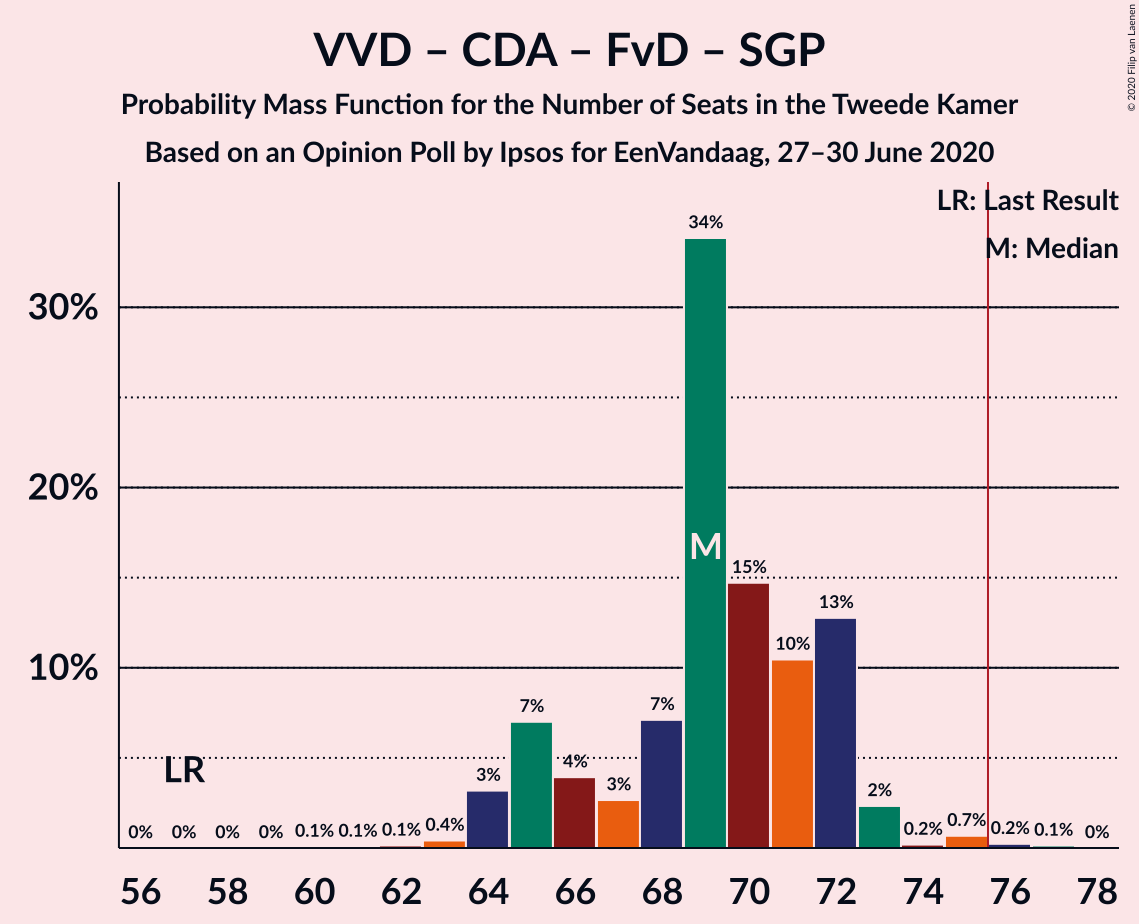 VVD – CDA – FvD – SGP
Probability Mass Function for the Number of Seats in the Tweede Kamer
Based on an Opinion Poll by Ipsos for EenVandaag, 27–30 June 2020
© 2020 Filip van Laenen
LR: Last Result
M: Median
34%
30%
20%
M
15%
13%
10%
10%
7%
7%
LR
4%
3%
3%
2%
0% 0% 0% 0% 0.1% 0.1% 0.1% 0.4% 0.2% 0.7% 0.2% 0.1% 0%
56 58 60 62 64 66 68 70 72 74 76 78